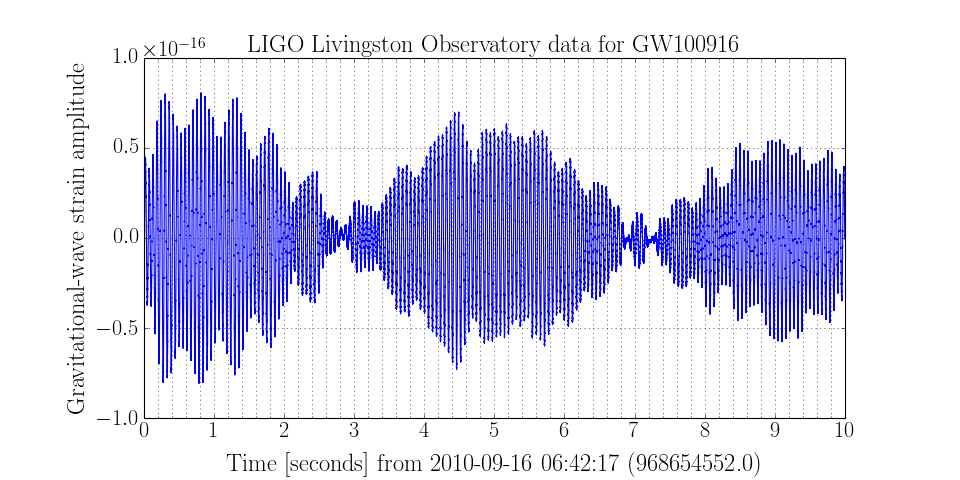 LIGO Livingston Observatory data for GW100916
1.0 ×10⁻¹⁶
0.5
0.0
−0.5
−1.0
Gravitational-wave strain amplitude
0 1 2 3 4 5 6 7 8 9 10
Time [seconds] from 2010-09-16 06:42:17 (968654552.0)